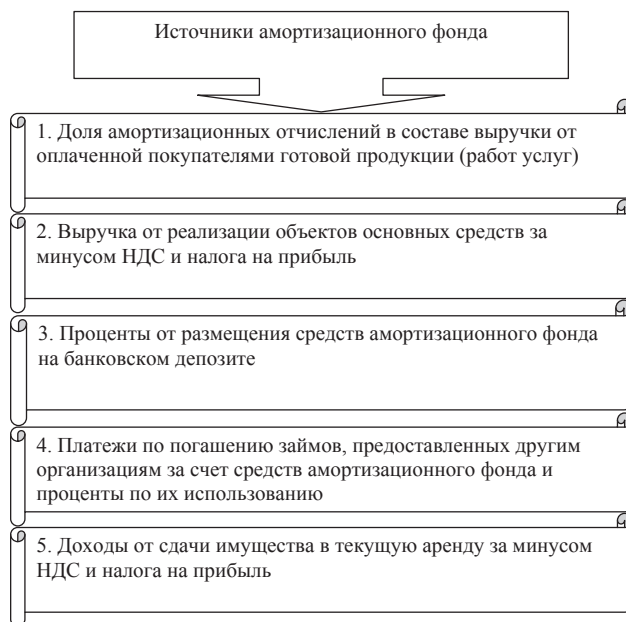 Источники амортизационного фонда
1. Доля амортизационных отчислений в составе выручки от
оплаченной покупателями готовой продукции (работ услуг)
2. Выручка от реализации объектов основных средств за
минусом НДС и налога на прибыль
3. Проценты от размещения средств амортизационного фонда
на банковском депозите
4. Платежи по погашению займов, предоставленных другим
организациям за счет средств амортизационного фонда и
проценты по их использованию
5. Доходы от сдачи имущества в текущую аренду за минусом
НДС и налога на прибыль